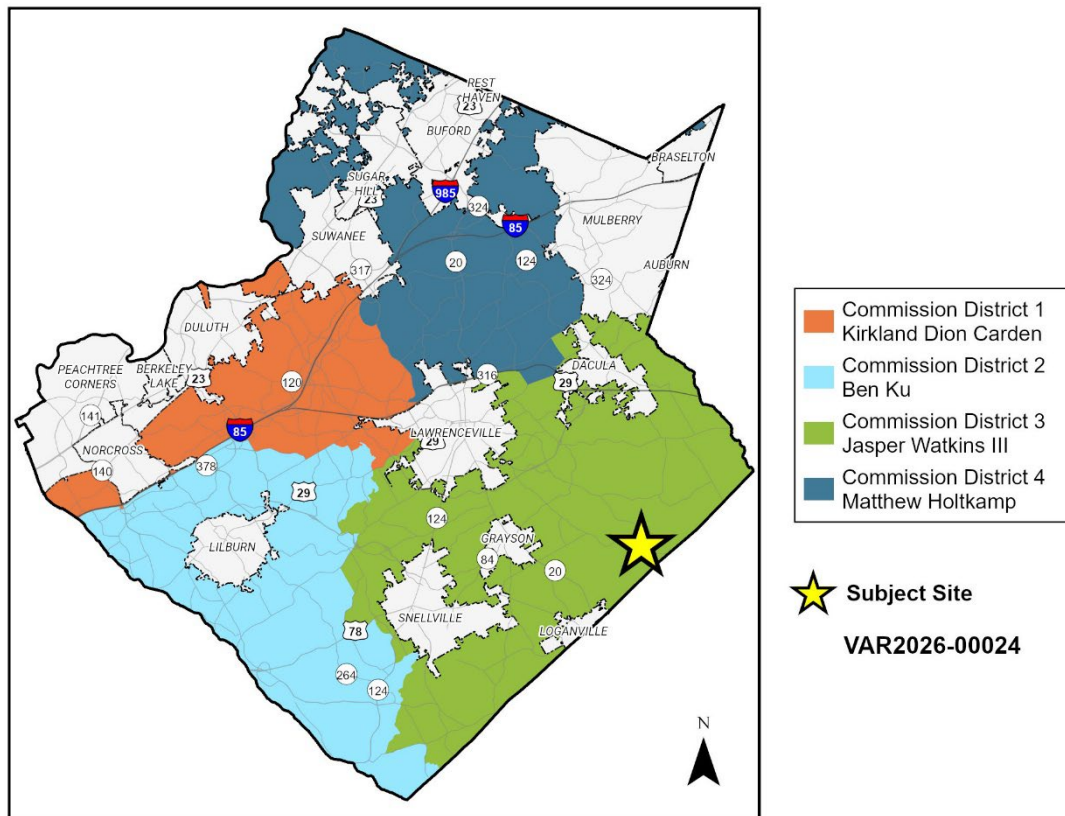 REST
HAVEN
23
BUFORD
BRASELTON
SUGAR
HILL
23
985
324
85
MULBERRY
SUWANEE
317
20
124
324
AUBURN
DULUTH
PEACHTREE
CORNERS
BERKELEY
LAKE
23
120
316
29
DACULA
141
NORCROSS
85
LAWRENCEVILLE
29
140
378
29
LILBURN
124
GRAYSON
84
20
SNELLVILLE
LOGANVILLE
78
264
124
N
Commission District 1
Kirkland Dion Carden
Commission District 2
Ben Ku
Commission District 3
Jasper Watkins III
Commission District 4
Matthew Holtkamp
Subject Site
VAR2026-00024